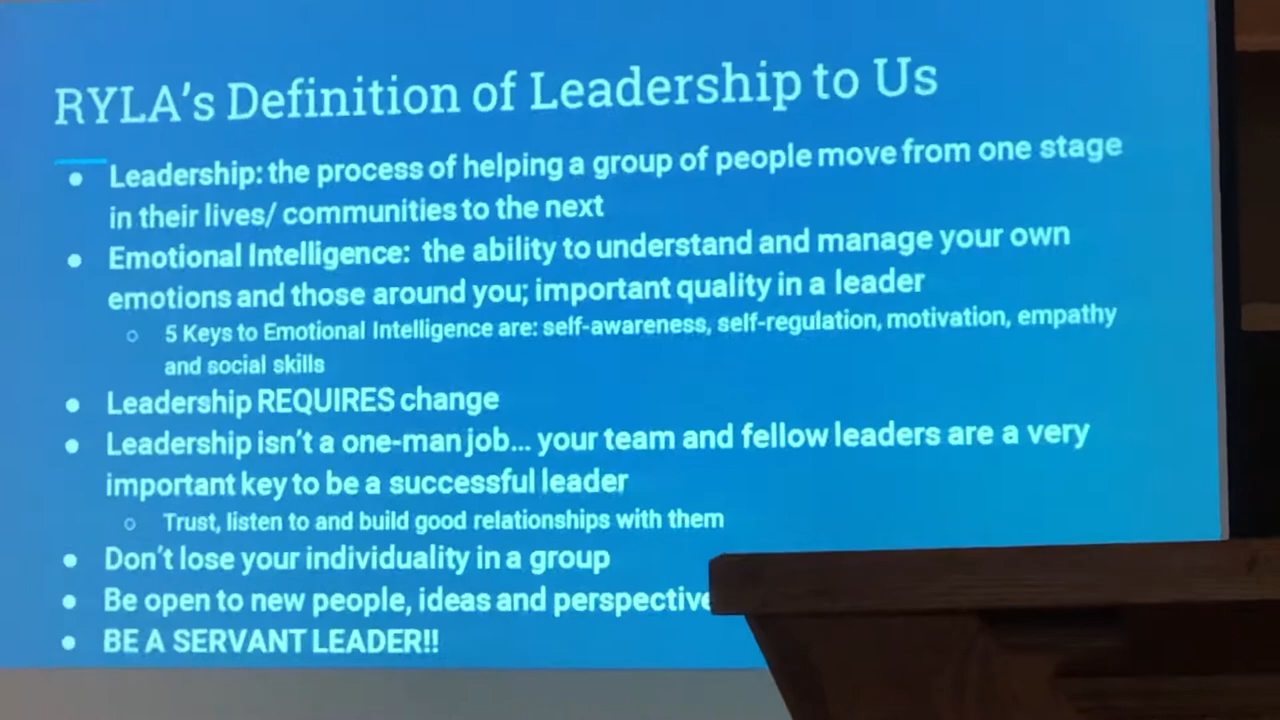 RYLA's Definition of Leadership to Us
● Leadership: the process of helping a group of people move from one stage
in their lives/ communities to the next
● Emotional Intelligence: the ability to understand and manage your own
emotions and those around you; important quality in a leader
○ 5 Keys to Emotional Intelligence are: self-awareness, self-regulation, motivation, empathy
and social skills
● Leadership REQUIRES change
● Leadership isn't a one-man job... your team and fellow leaders are a very
important key to be a successful leader
○ Trust, listen to and build good relationships with them
● Don't lose your individuality in a group
● Be open to new people, ideas and perspective
● BE A SERVANT LEADER!!